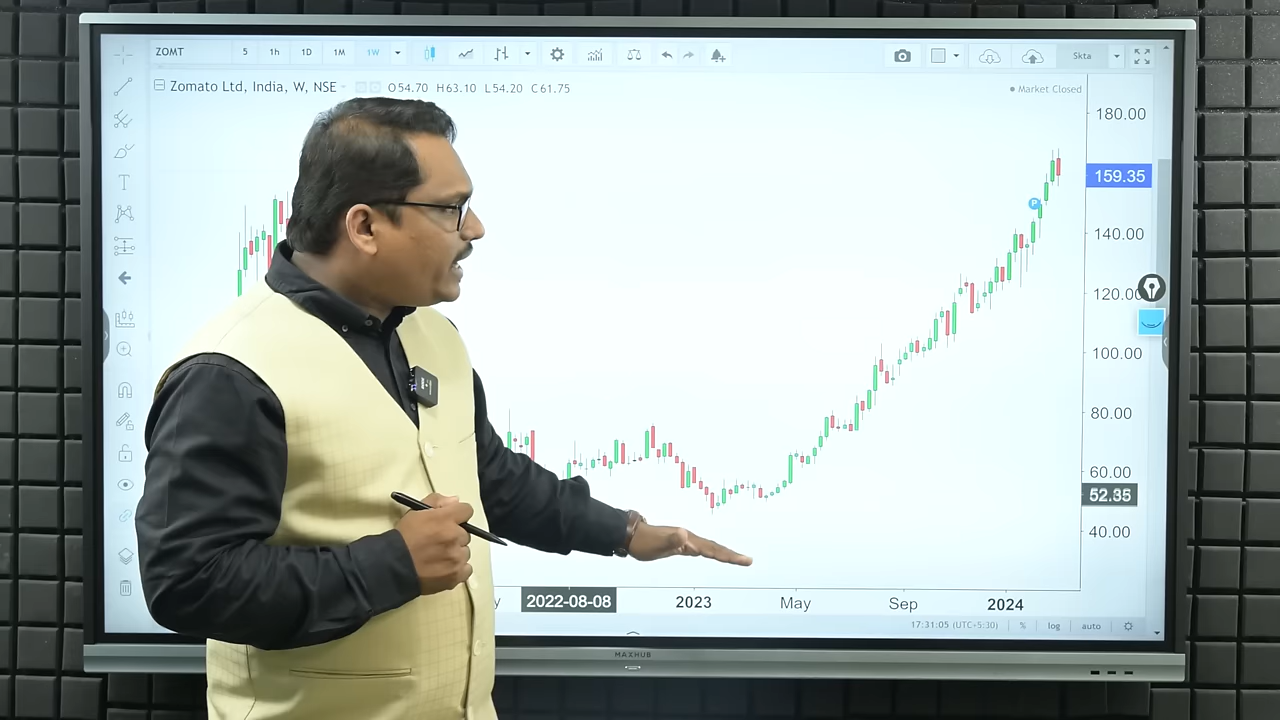 ZOMT 5 1h 1D 1M 1W Skta
Zomato Ltd, India, W, NSE O54.70 H63.10 L54.20 C61.75 Market Closed
180.00
159.35
140.00
120.00
100.00
80.00
60.00
52.35
40.00
y 2022-08-08 2023 May Sep 2024
17:31:05 (UTC+5:30) % log auto
MAXHUB
T
P